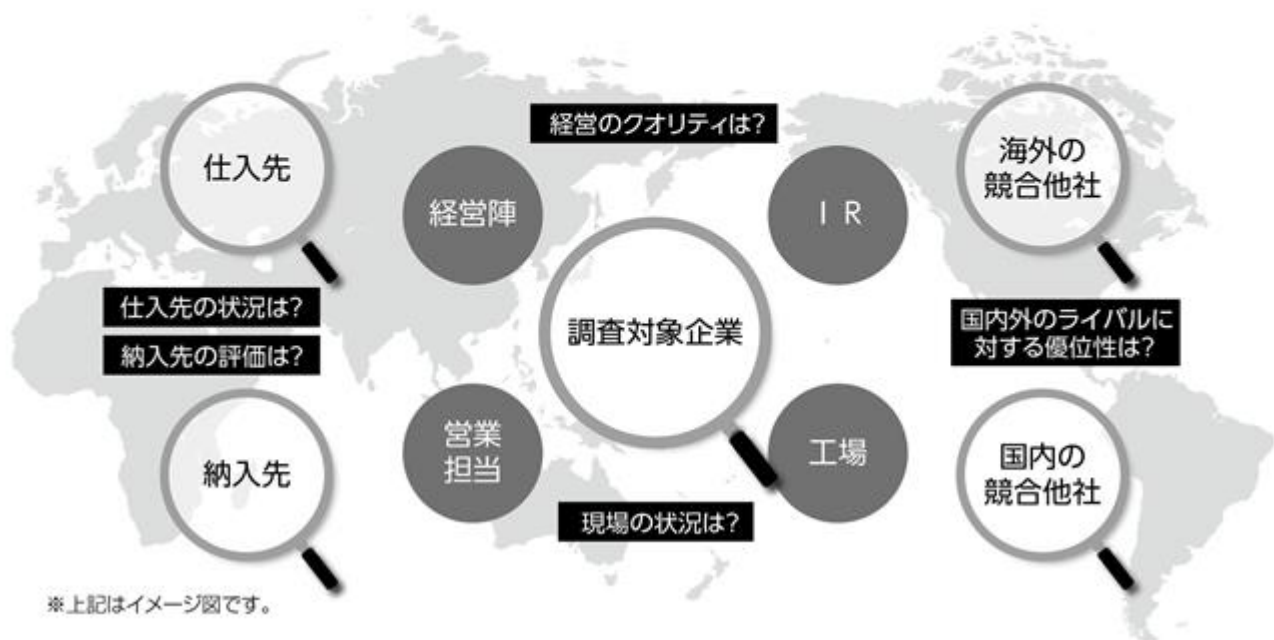 経営のクオリティは?
仕入先
経営陣
I R
海外の
競合他社
仕入先の状況は?
納入先の評価は?
調査対象企業
国内外のライバルに
対する優位性は?
営業
担当
工場
納入先
国内の
競合他社
現場の状況は?
※上記はイメージ図です。